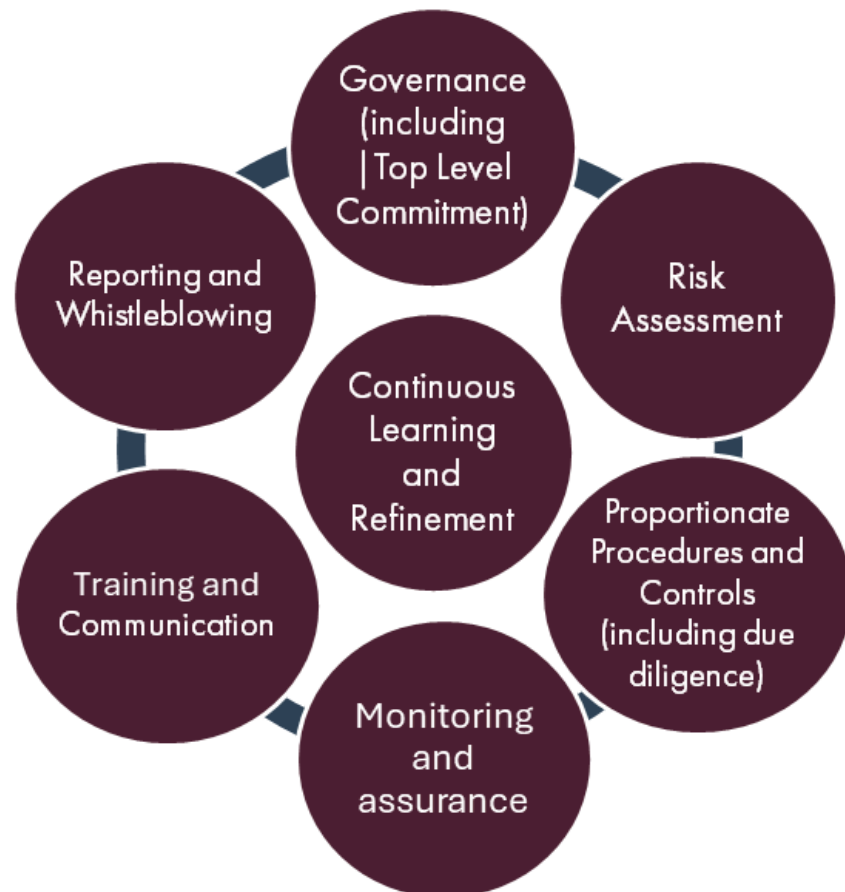 Governance
(including
|Top Level
Commitment)
Risk
Assessment
Proportionate
Procedures and
Controls
(including due
diligence)
Monitoring
and
assurance
Training and
Communication
Reporting and
Whistleblowing
Continuous
Learning
and
Refinement